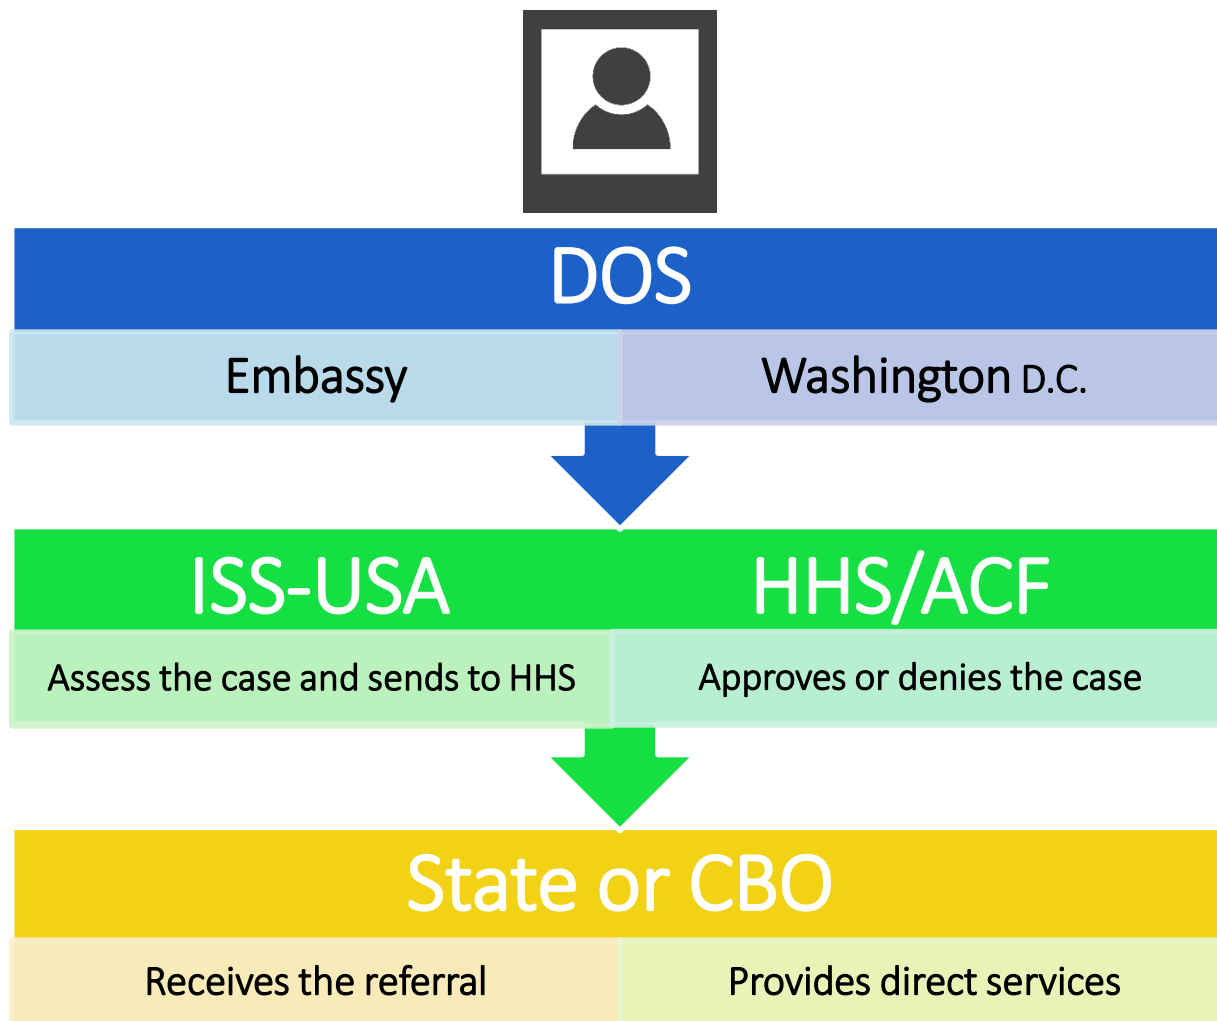 DOS
Embassy
Washington D.C.
ISS-USA
HHS/ACF
Assess the case and sends to HHS
Approves or denies the case
State or CBO
Receives the referral
Provides direct services